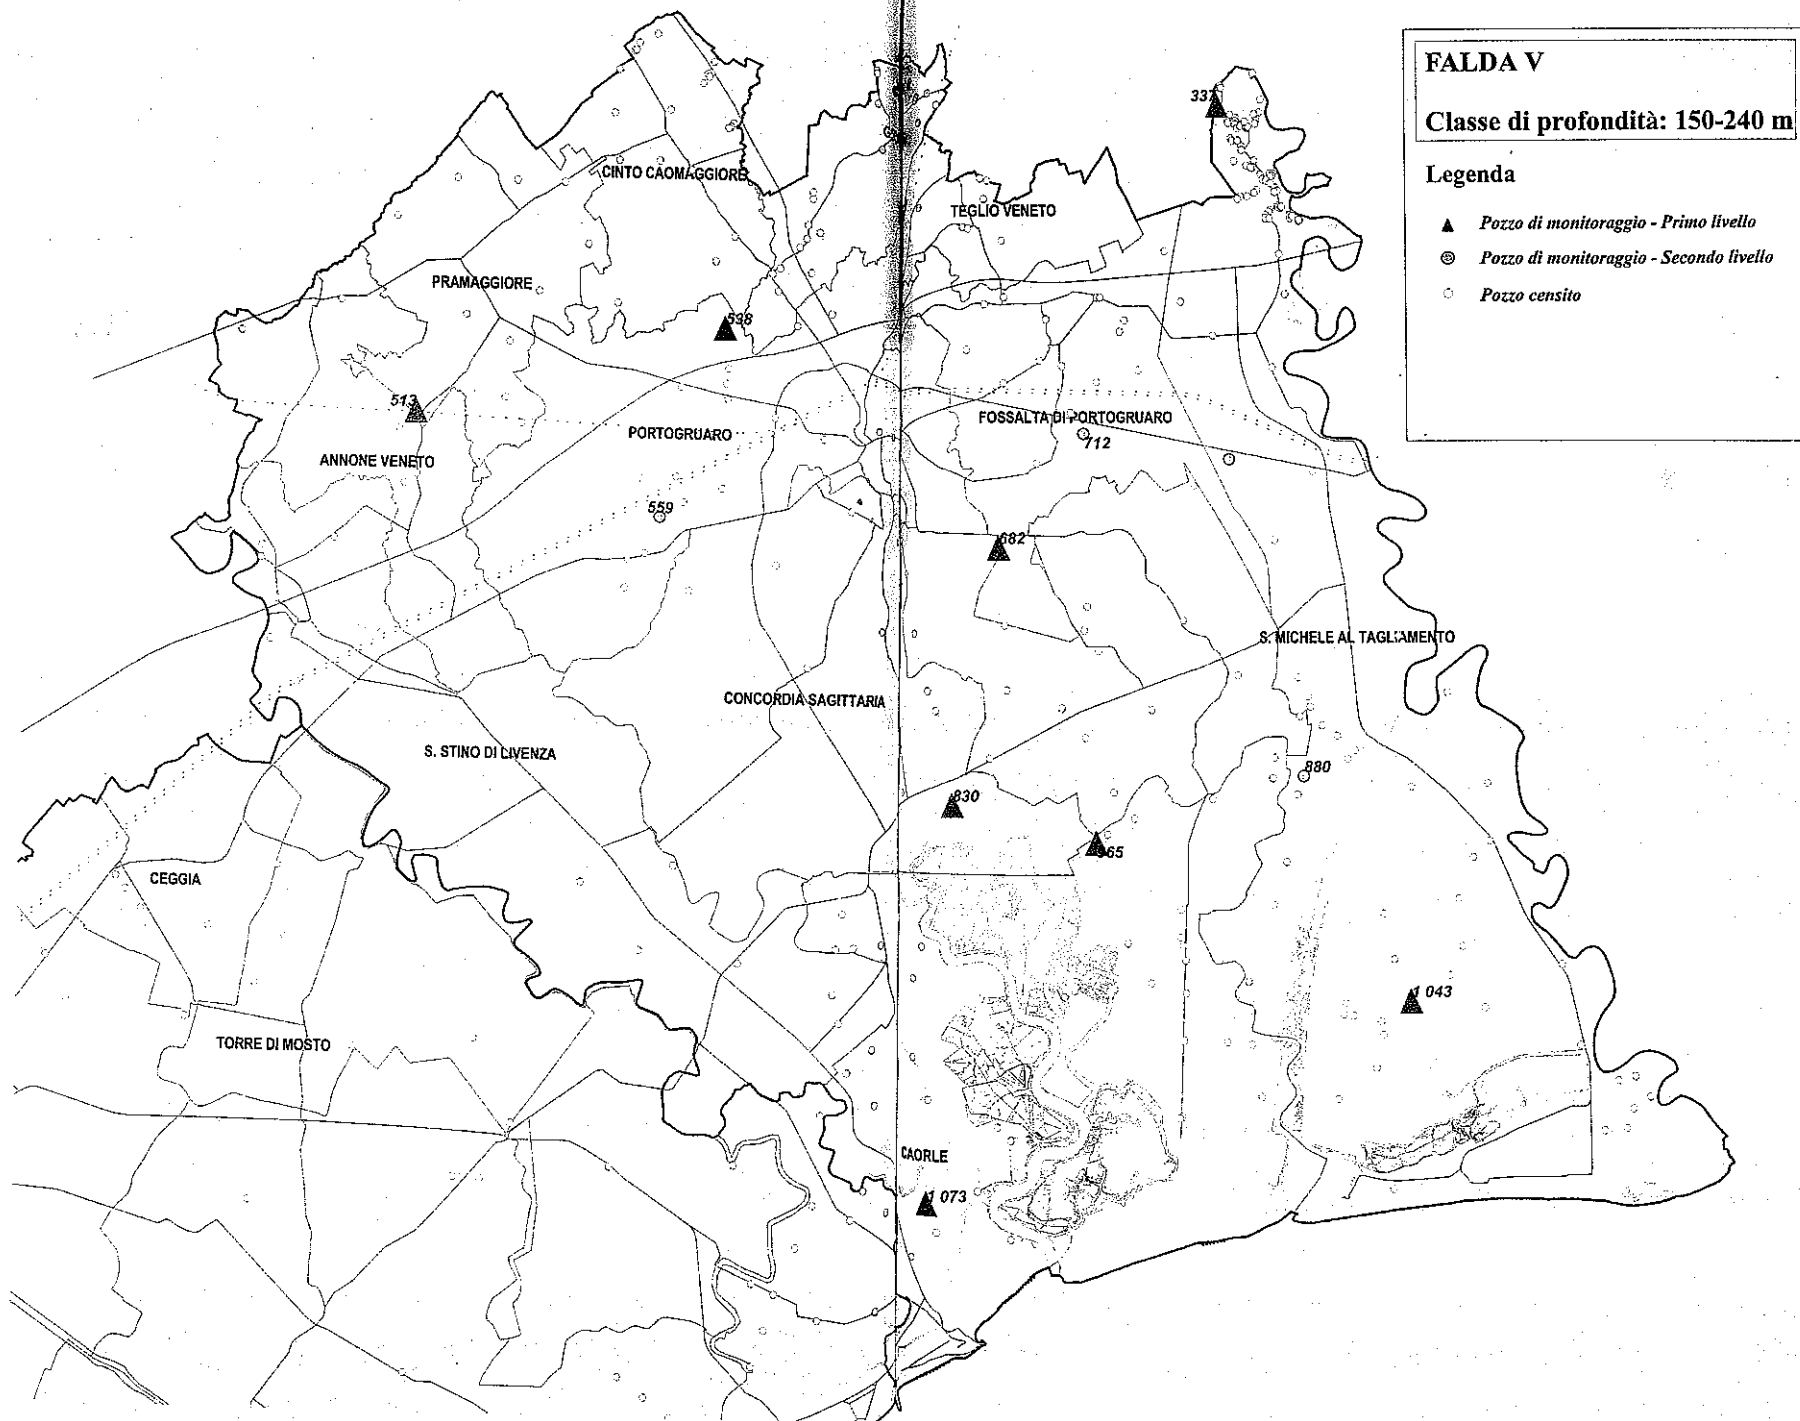 FALDA V
Classe di profondità: 150-240 m
Legenda
Pozzo di monitoraggio - Primo livello
Pozzo di monitoraggio - Secondo livello
Pozzo censito
337
CINTO CAOMAGGIORE
TEGLIO VENETO
PRAMAGGIORE
538
513
PORTOGRUARO
FOSSALTA DI PORTOGRUARO
712
ANNONE VENETO
559
682
S. MICHELE AL TAGLIAMENTO
CONCORDIA SAGITTARIA
S. STINO DI LIVENZA
880
830
965
CEGGIA
1 043
TORRE DI MOSTO
CAORLE
1 073